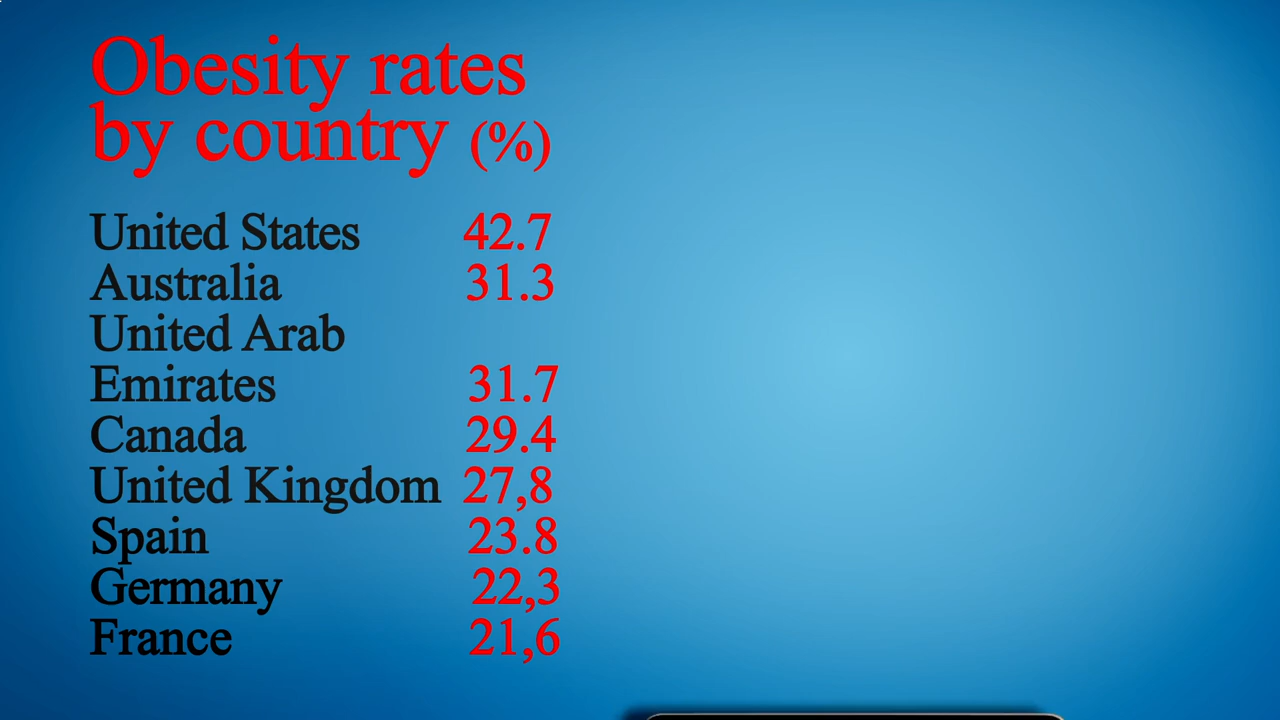 Obesity rates
by country (%)
United States 42.7
Australia 31.3
United Arab
Emirates 31.7
Canada 29.4
United Kingdom 27,8
Spain 23.8
Germany 22,3
France 21,6